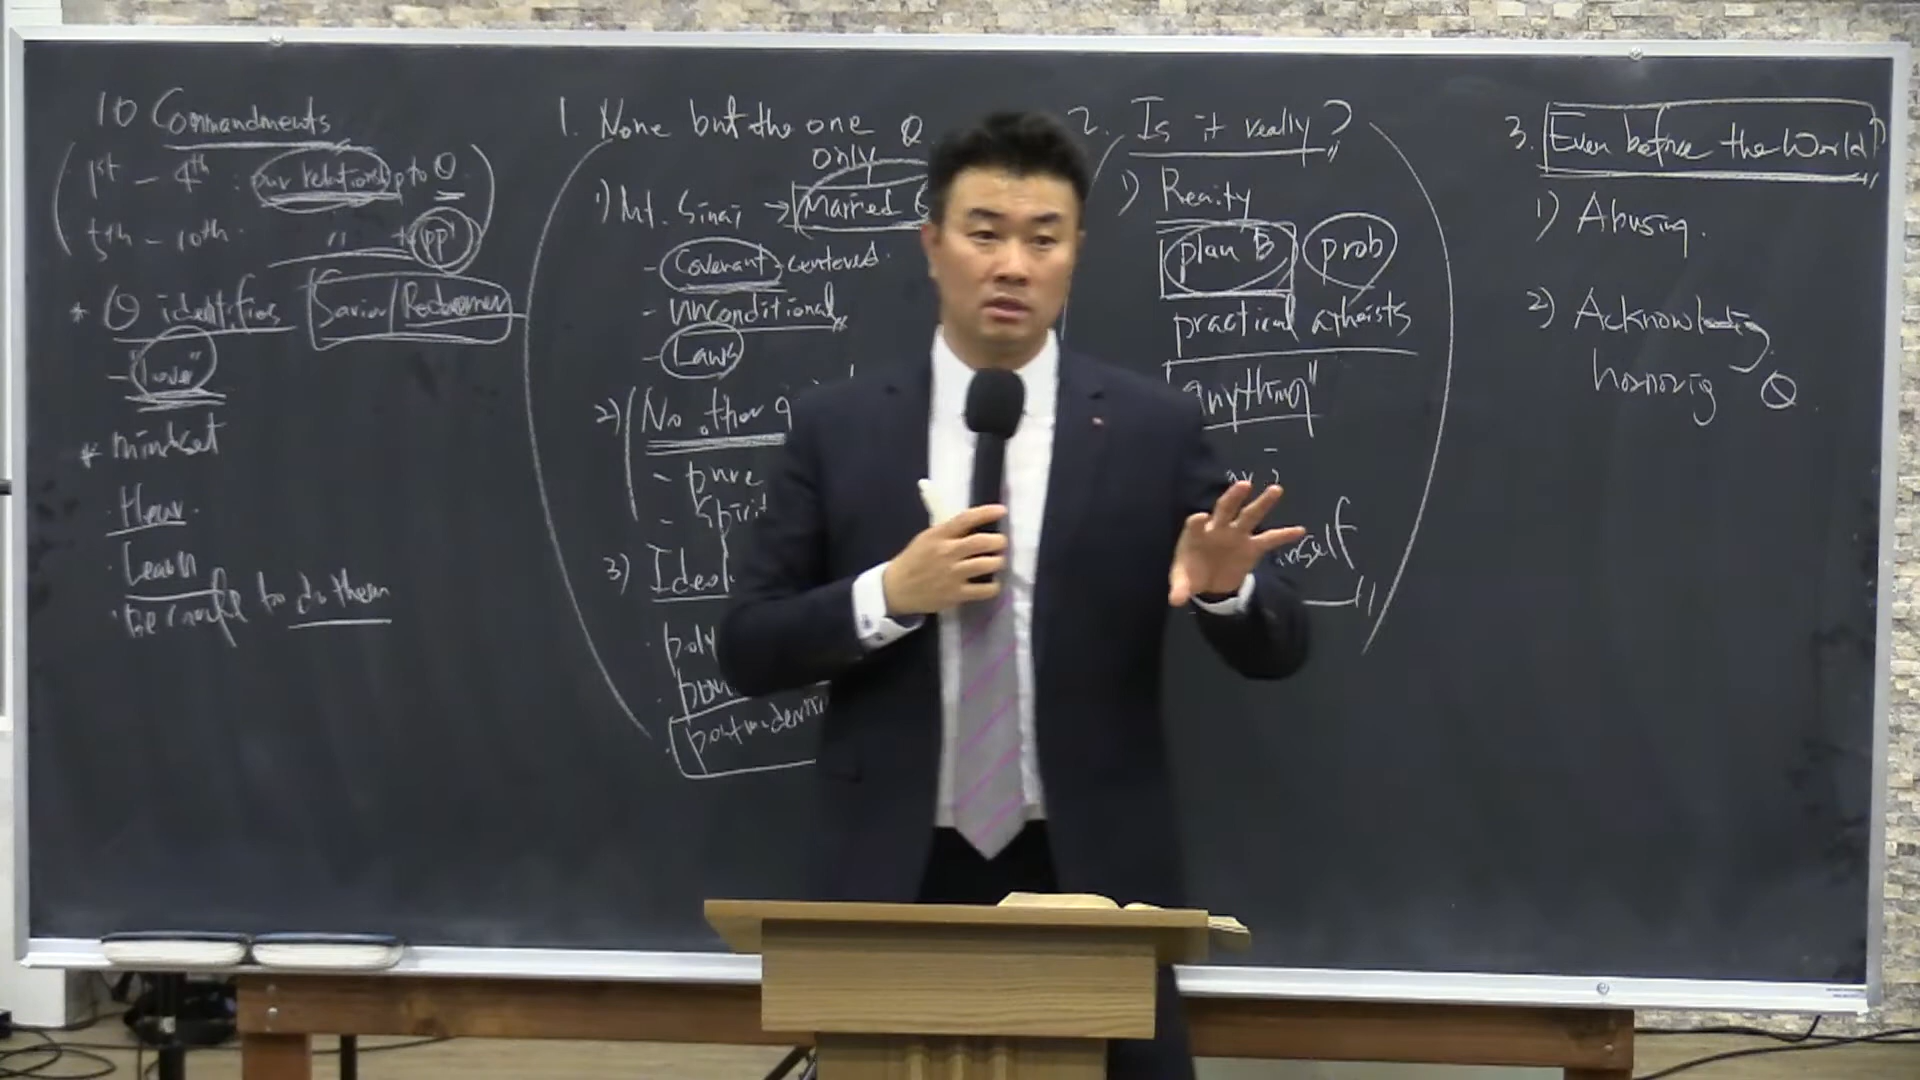 10 Commandments
1st - 4th : our relationship to Θ
5th - 10th. " to ppl
* Θ identifies Savior/Redeemer
- "lover"
* mindset
· Hear.
· Learn
· Be careful to do them
1. None but the one Θ
only
1) Mt. Sinai → Married
- Covenant - centered.
- unconditional
- Laws
2) No other
- pure
-
3)
·
·
·
2. Is it really?
1) Reality
plan B prob
practical atheists
"anything"
3. Even before the World
1) Abusing.
2) Acknowledging
honoring Θ